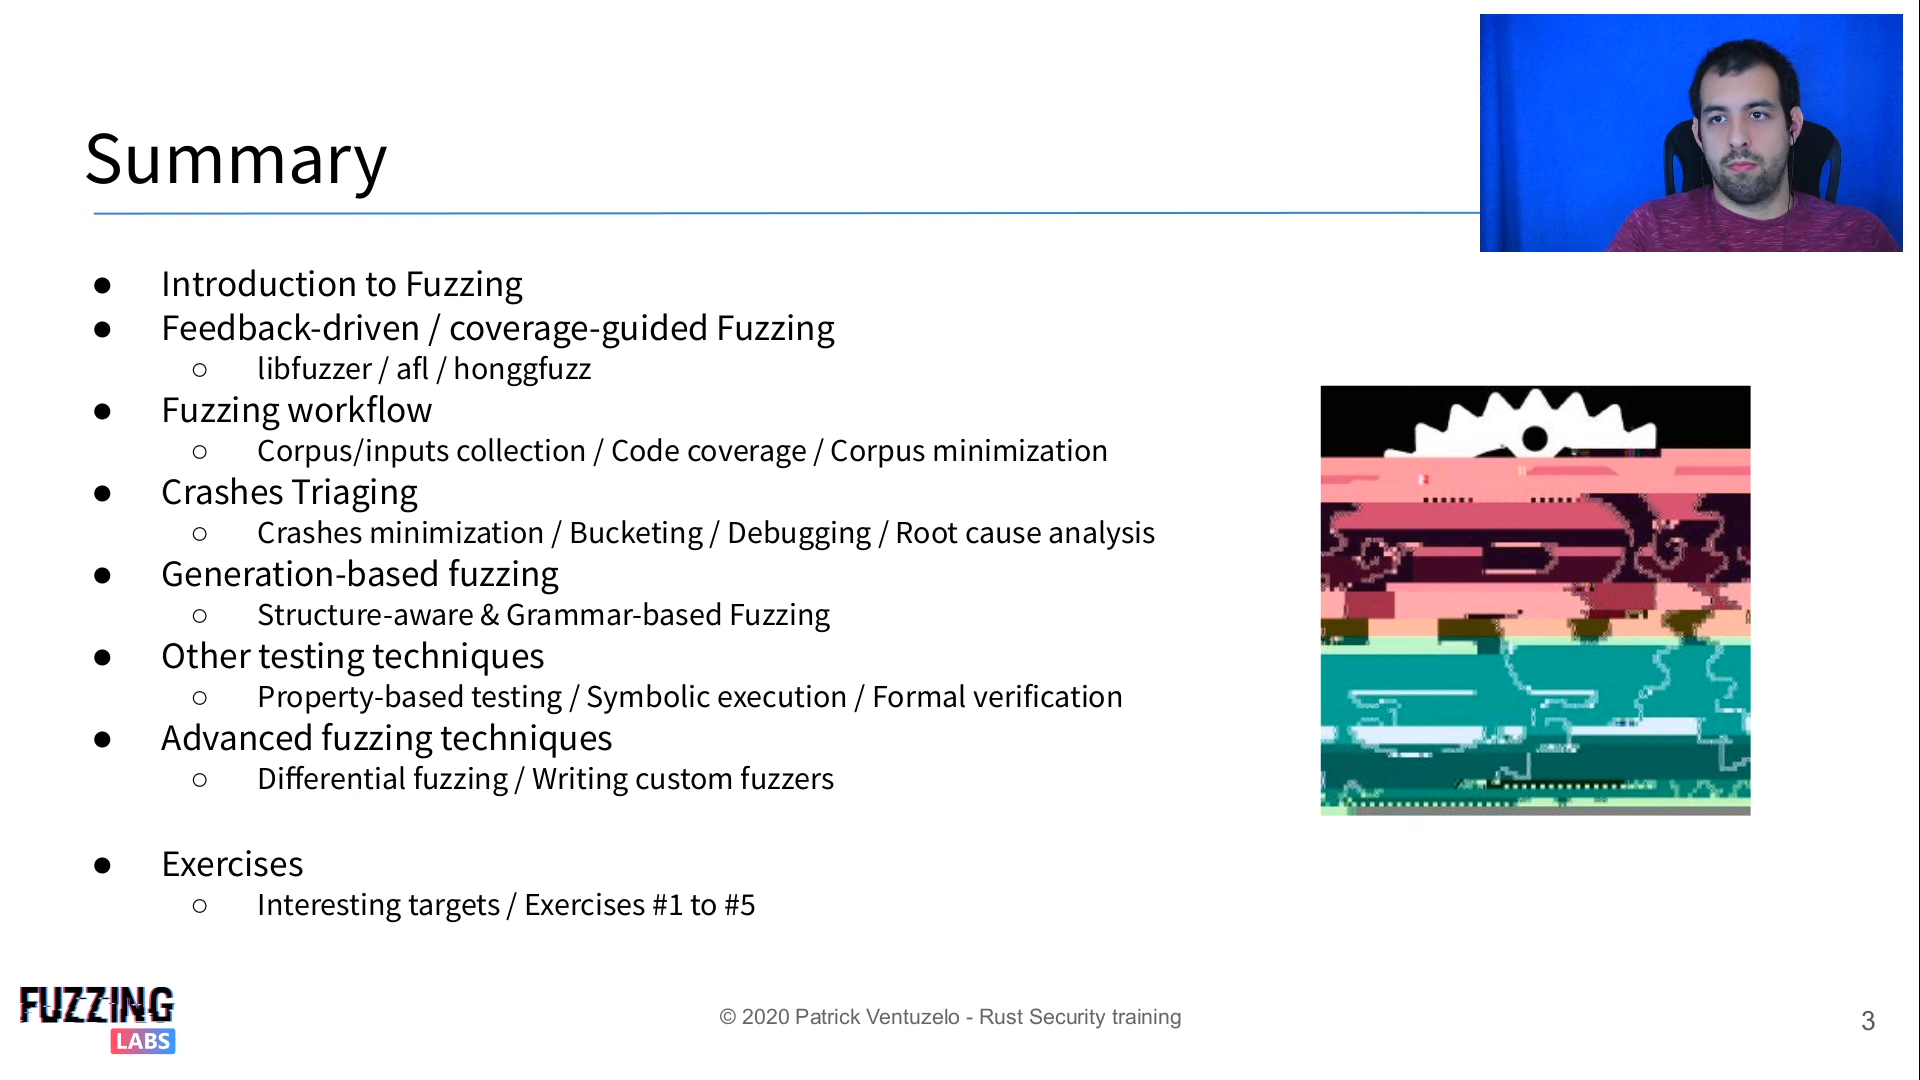 Summary
● Introduction to Fuzzing
● Feedback-driven / coverage-guided Fuzzing
○ libfuzzer / afl / honggfuzz
● Fuzzing workflow
○ Corpus/inputs collection / Code coverage / Corpus minimization
● Crashes Triaging
○ Crashes minimization / Bucketing / Debugging / Root cause analysis
● Generation-based fuzzing
○ Structure-aware & Grammar-based Fuzzing
● Other testing techniques
○ Property-based testing / Symbolic execution / Formal verification
● Advanced fuzzing techniques
○ Differential fuzzing / Writing custom fuzzers
● Exercises
○ Interesting targets / Exercises #1 to #5
FUZZING
LABS
© 2020 Patrick Ventuzelo - Rust Security training
3